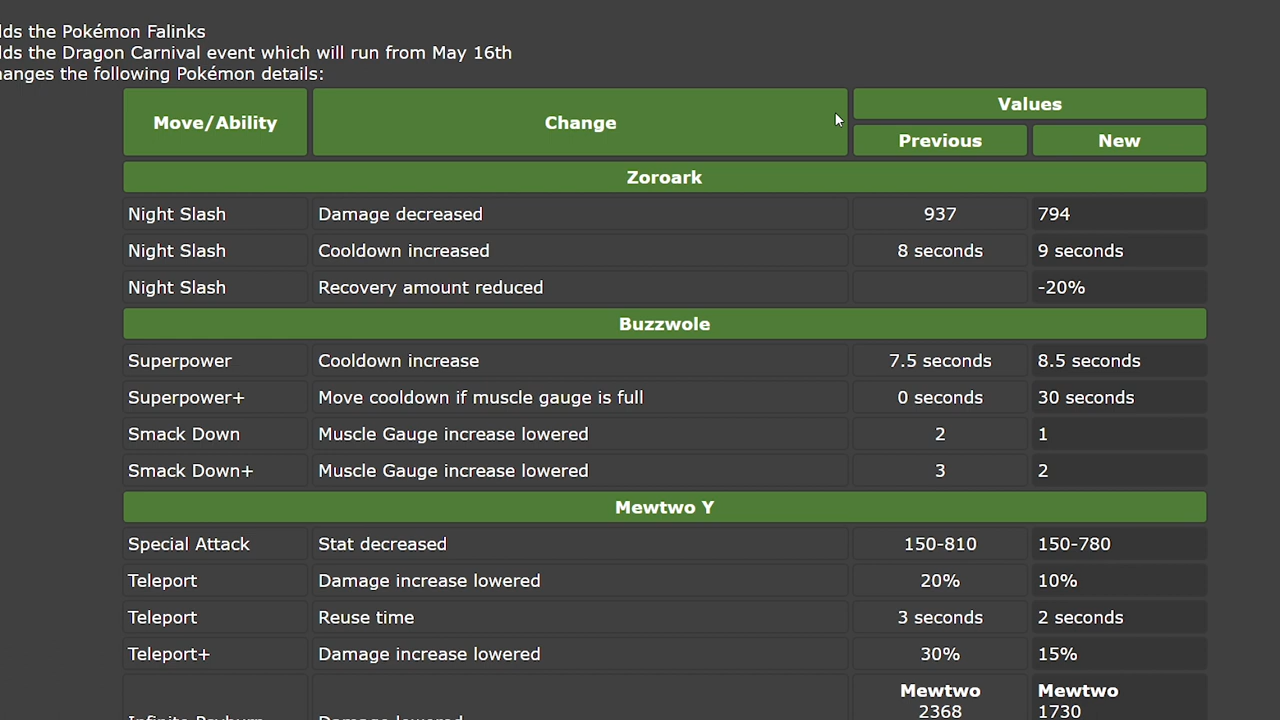 lds the Pokémon Falinks
lds the Dragon Carnival event which will run from May 16th
anges the following Pokémon details:
Move/Ability Change Values
Previous New
Zoroark
Night Slash Damage decreased 937 794
Night Slash Cooldown increased 8 seconds 9 seconds
Night Slash Recovery amount reduced -20%
Buzzwole
Superpower Cooldown increase 7.5 seconds 8.5 seconds
Superpower+ Move cooldown if muscle gauge is full 0 seconds 30 seconds
Smack Down Muscle Gauge increase lowered 2 1
Smack Down+ Muscle Gauge increase lowered 3 2
Mewtwo Y
Special Attack Stat decreased 150-810 150-780
Teleport Damage increase lowered 20% 10%
Teleport Reuse time 3 seconds 2 seconds
Teleport+ Damage increase lowered 30% 15%
Mewtwo Mewtwo
2368 1730